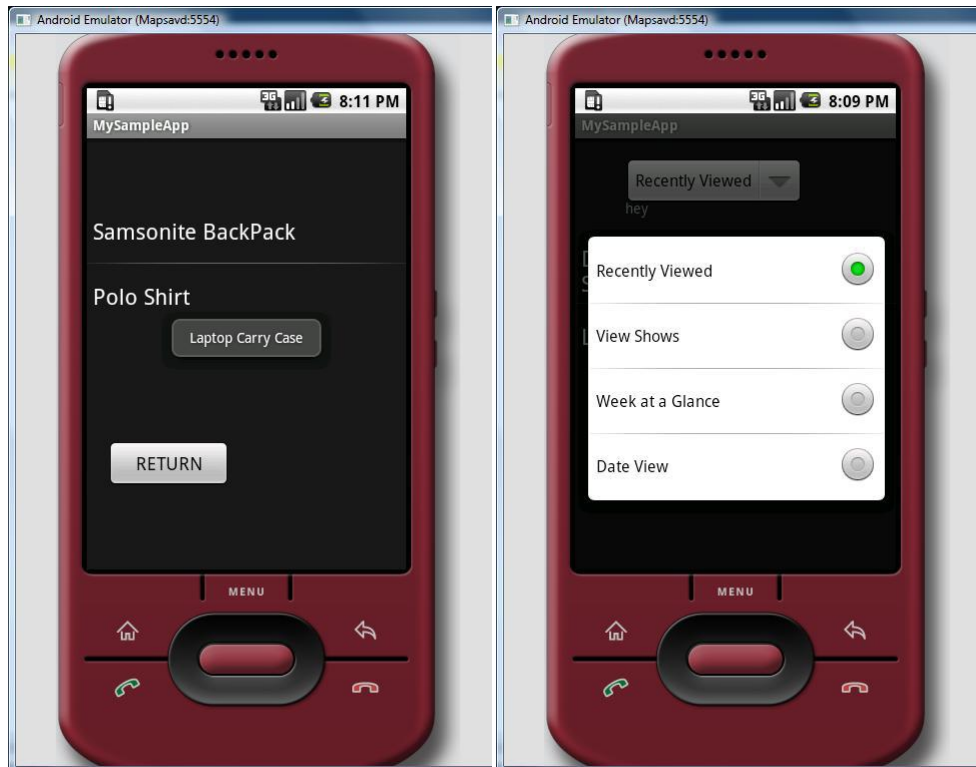 Android Emulator (Mapsavd:5554)
3G
8:11 PM
MySampleApp
Samsonite BackPack
Polo Shirt
Laptop Carry Case
RETURN
MENU
Android Emulator (Mapsavd:5554)
3G
8:09 PM
MySampleApp
Recently Viewed
hey
Recently Viewed
View Shows
Week at a Glance
Date View
MENU